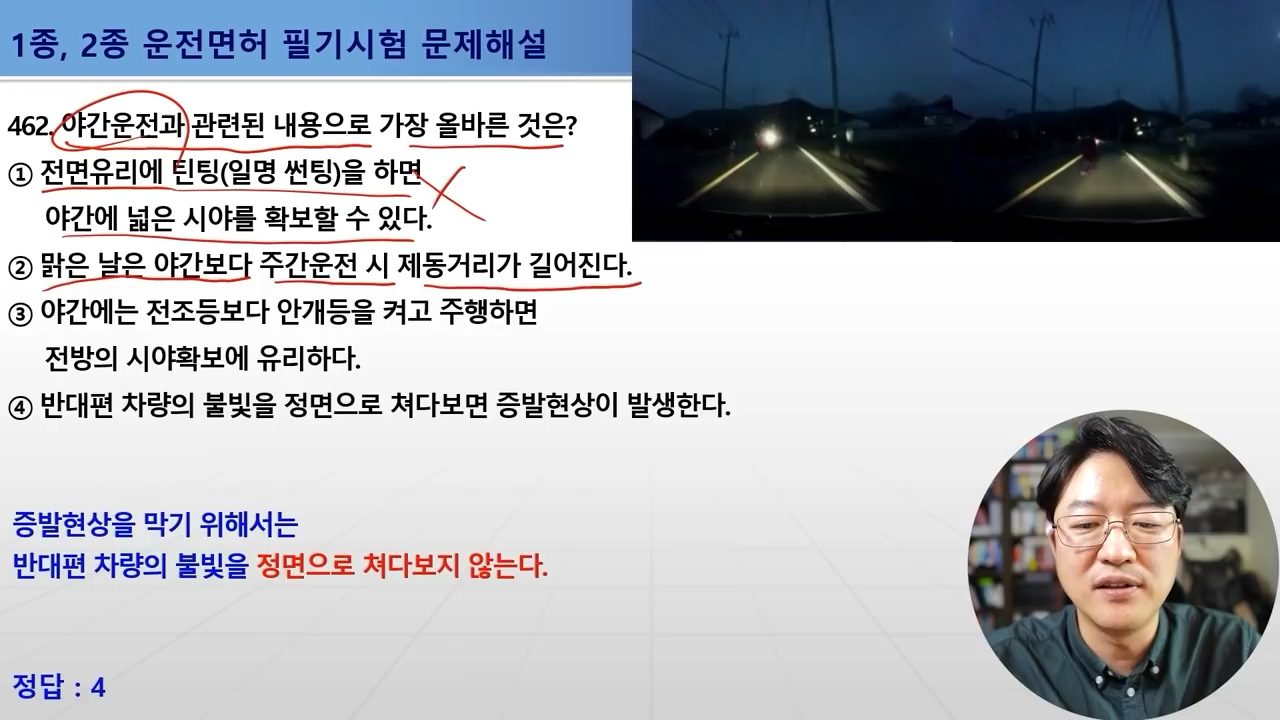 1종, 2종 운전면허 필기시험 문제해설
462. 야간운전과 관련된 내용으로 가장 올바른 것은?
① 전면유리에 틴팅(일명 썬팅)을 하면
야간에 넓은 시야를 확보할 수 있다.
② 맑은 날은 야간보다 주간운전 시 제동거리가 길어진다.
③ 야간에는 전조등보다 안개등을 켜고 주행하면
전방의 시야확보에 유리하다.
④ 반대편 차량의 불빛을 정면으로 쳐다보면 증발현상이 발생한다.
증발현상을 막기 위해서는
반대편 차량의 불빛을 정면으로 쳐다보지 않는다.
정답 : 4